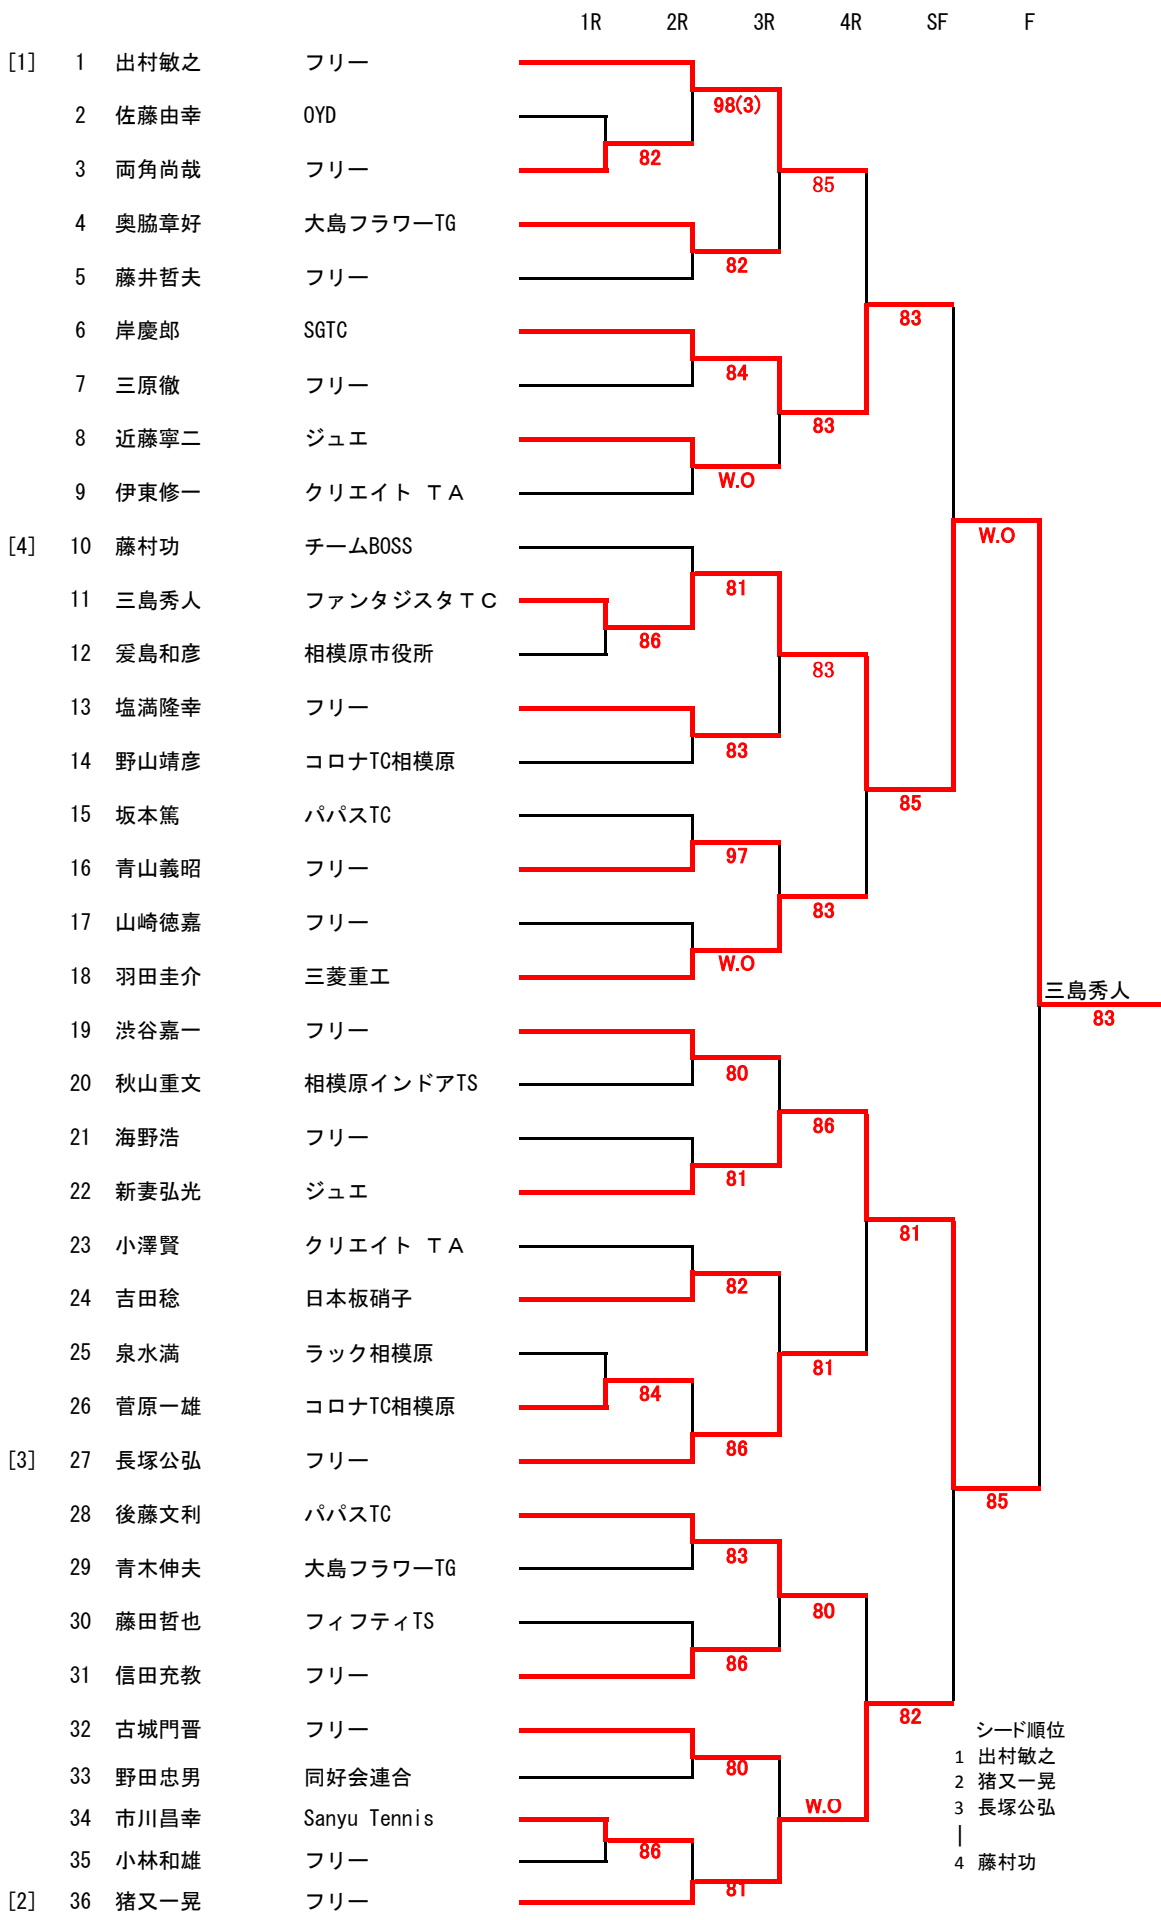 1R 2R 3R 4R SF F
[1] 1 出村敏之 フリー
98(3)
2 佐藤由幸 OYD
82
3 両角尚哉 フリー
85
4 奥脇章好 大島フラワーTG
82
5 藤井哲夫 フリー
83
6 岸慶郎 SGTC
84
7 三原徹 フリー
83
8 近藤寧二 ジュエ
W.O
9 伊東修一 クリエイト TA
W.O
[4] 10 藤村功 チームBOSS
81
11 三島秀人 ファンタジスタTC
86
12 爰島和彦 相模原市役所
83
13 塩満隆幸 フリー
83
14 野山靖彦 コロナTC相模原
85
15 坂本篤 パパスTC
97
16 青山義昭 フリー
83
17 山崎徳嘉 フリー
W.O
18 羽田圭介 三菱重工
三島秀人
83
19 渋谷嘉一 フリー
80
20 秋山重文 相模原インドアTS
86
21 海野浩 フリー
81
22 新妻弘光 ジュエ
81
23 小澤賢 クリエイト TA
82
24 吉田稔 日本板硝子
25 泉水満 ラック相模原
81
84
26 菅原一雄 コロナTC相模原
86
[3] 27 長塚公弘 フリー
85
28 後藤文利 パパスTC
83
29 青木伸夫 大島フラワーTG
80
30 藤田哲也 フィフティTS
86
31 信田充教 フリー
82
32 古城門晋 フリー
80
33 野田忠男 同好会連合
W.O
34 市川昌幸 Sanyu Tennis
86
35 小林和雄 フリー
81
[2] 36 猪又一晃 フリー
シード順位
1 出村敏之
2 猪又一晃
3 長塚公弘
|
4 藤村功